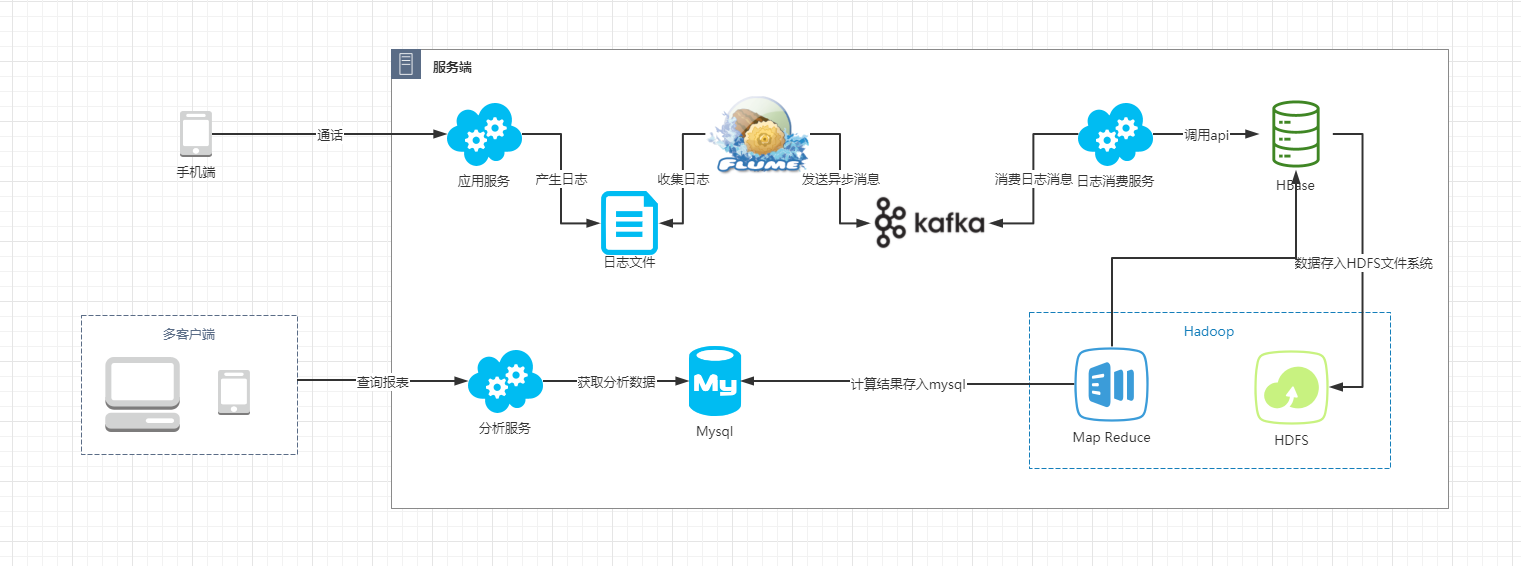 服务端
通话
手机端
应用服务
产生日志
收集日志
FLUME
发送异步消息
消费日志消息
日志消费服务
调用api
HBase
日志文件
kafka
数据存入HDFS文件系统
多客户端
Hadoop
查询报表
分析服务
获取分析数据
My
Mysql
计算结果存入mysql
Map Reduce
HDFS